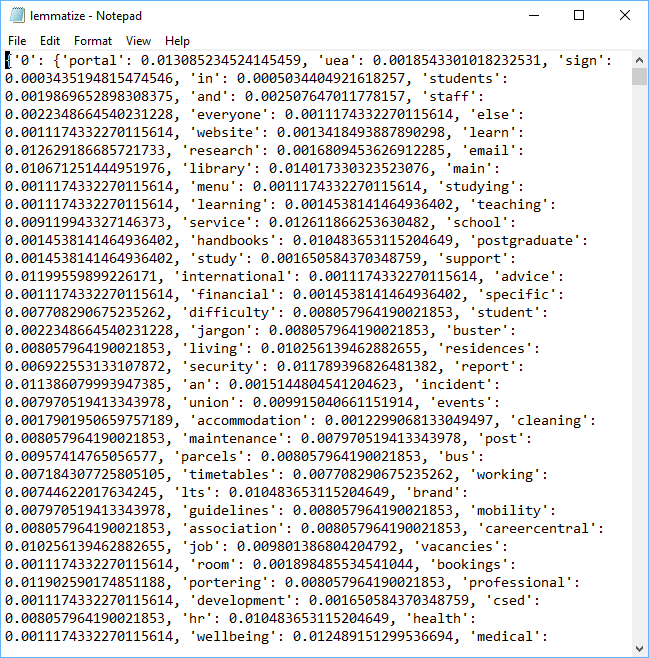 lemmatize - Notepad
File Edit Format View Help
{'0': {'portal': 0.013085234524145459, 'uea': 0.0018543301018232531, 'sign':
0.0003435194815474546, 'in': 0.0005034404921618257, 'students':
0.0019869652898308375, 'and': 0.002507647011778157, 'staff':
0.0022348664540231228, 'everyone': 0.0011174332270115614, 'else':
0.0011174332270115614, 'website': 0.0013418493887890298, 'learn':
0.012629186685721733, 'research': 0.0016809453626912285, 'email':
0.010671251444951976, 'library': 0.014017330323523076, 'main':
0.0011174332270115614, 'menu': 0.0011174332270115614, 'studying':
0.0011174332270115614, 'learning': 0.0014538141464936402, 'teaching':
0.009119943327146373, 'service': 0.012611866253630482, 'school':
0.0014538141464936402, 'handbooks': 0.010483653115204649, 'postgraduate':
0.0014538141464936402, 'study': 0.001650584370348759, 'support':
0.01199559899226171, 'international': 0.0011174332270115614, 'advice':
0.0011174332270115614, 'financial': 0.0014538141464936402, 'specific':
0.007708290675235262, 'difficulty': 0.008057964190021853, 'student':
0.0022348664540231228, 'jargon': 0.008057964190021853, 'buster':
0.008057964190021853, 'living': 0.010256139462882655, 'residences':
0.006922553133107872, 'security': 0.011789396826481382, 'report':
0.011386079993947385, 'an': 0.0015144804541204623, 'incident':
0.007970519413343978, 'union': 0.009915040661151914, 'events':
0.0017901950659757189, 'accommodation': 0.0012299068133049497, 'cleaning':
0.008057964190021853, 'maintenance': 0.007970519413343978, 'post':
0.00957414765056577, 'parcels': 0.008057964190021853, 'bus':
0.007184307725805105, 'timetables': 0.007708290675235262, 'working':
0.00744622017634245, 'lts': 0.010483653115204649, 'brand':
0.007970519413343978, 'guidelines': 0.008057964190021853, 'mobility':
0.008057964190021853, 'association': 0.008057964190021853, 'careercentral':
0.010256139462882655, 'job': 0.009801386804204792, 'vacancies':
0.0011174332270115614, 'room': 0.001898485534541044, 'bookings':
0.011902590174851188, 'portering': 0.008057964190021853, 'professional':
0.0011174332270115614, 'development': 0.001650584370348759, 'csed':
0.008057964190021853, 'hr': 0.010483653115204649, 'health':
0.0011174332270115614, 'wellbeing': 0.012489151299536694, 'medical':